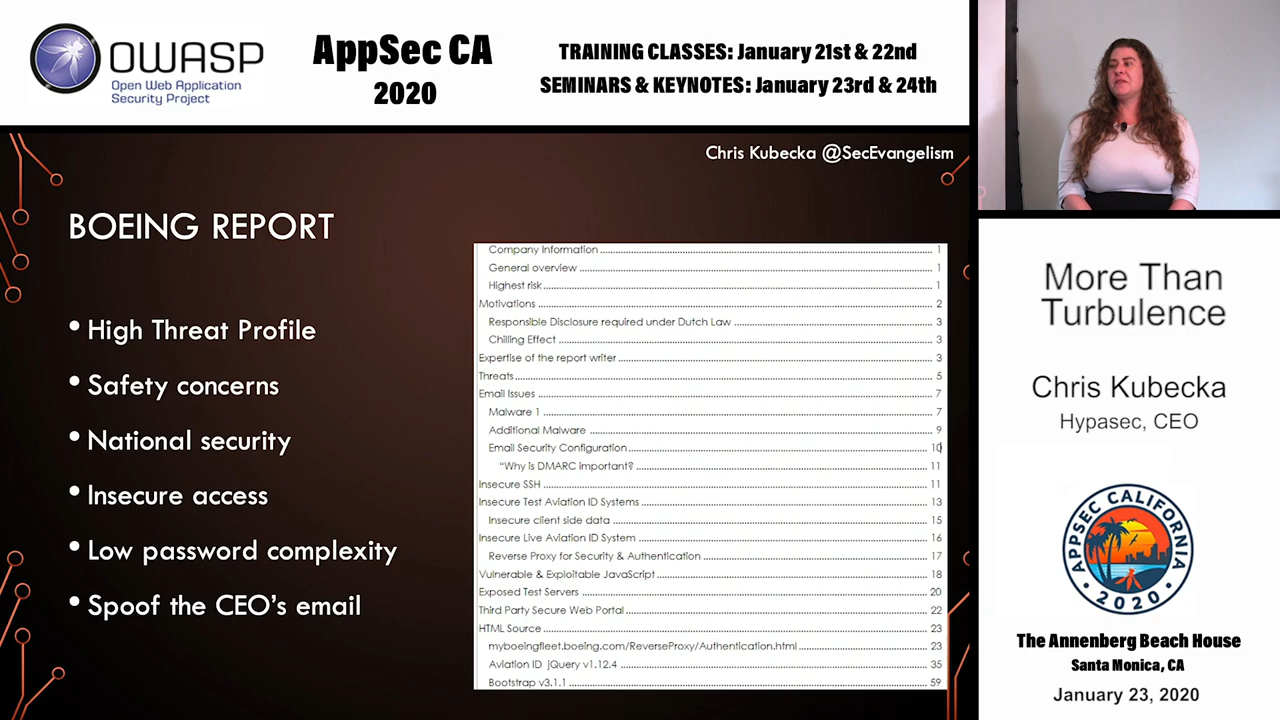 OWASP
Open Web Application
Security Project
AppSec CA
2020
TRAINING CLASSES: January 21st & 22nd
SEMINARS & KEYNOTES: January 23rd & 24th
Chris Kubecka @SecEvangelism
BOEING REPORT
• High Threat Profile
• Safety concerns
• National security
• Insecure access
• Low password complexity
• Spoof the CEO's email
Company Information 1
General overview 1
Highest risk 1
Motivations 2
Responsible Disclosure required under Dutch Law 3
Chilling Effect 3
Expertise of the report writer 3
Threats 5
Email Issues 7
Malware 1 7
Additional Malware 9
Email Security Configuration 10
"Why is DMARC important? 11
Insecure SSH 11
Insecure Test Aviation ID Systems 13
Insecure client side data 15
Insecure Live Aviation ID System 16
Reverse Proxy for Security & Authentication 17
Vulnerable & Exploitable JavaScript 18
Exposed Test Servers 20
Third Party Secure Web Portal 22
HTML Source 23
myboeingfleet.boeing.com/ReverseProxy/Authentication.html 23
Aviation ID jQuery v1.12.4 35
Bootstrap v3.1.1 59
More Than
Turbulence
Chris Kubecka
Hypasec, CEO
APPSEC CALIFORNIA
• 2020 •
The Annenberg Beach House
Santa Monica, CA
January 23, 2020